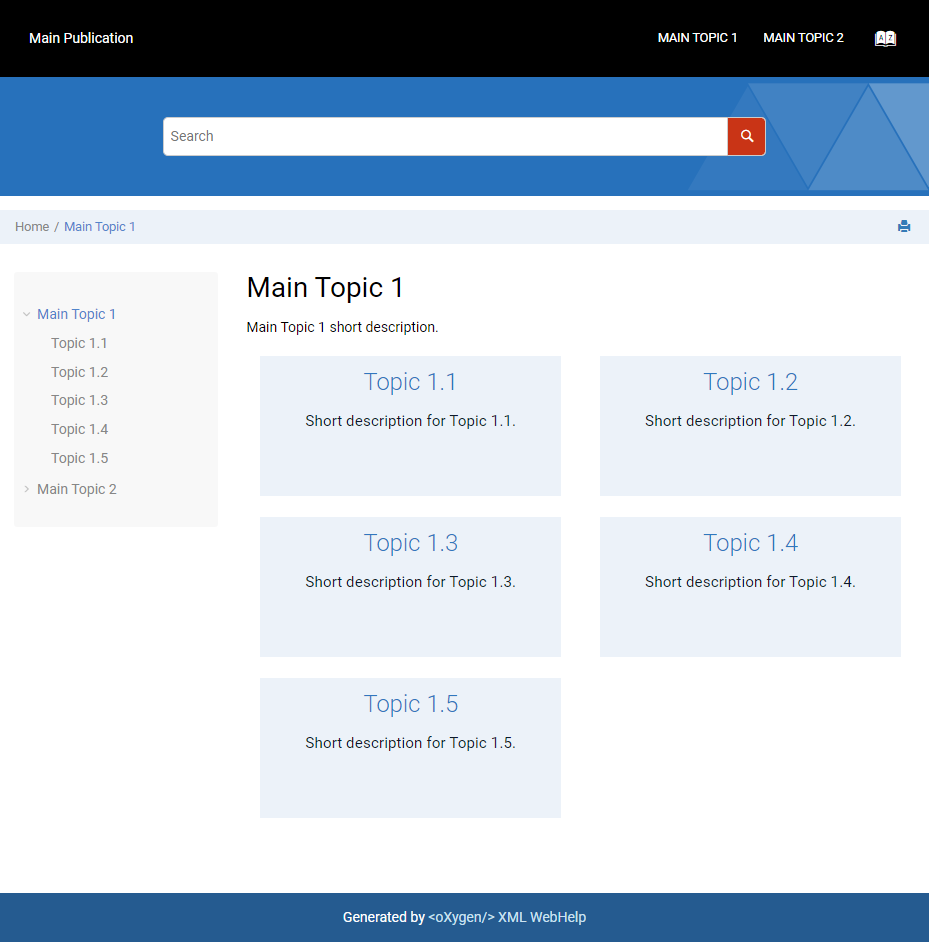 Main Publication
MAIN TOPIC 1 MAIN TOPIC 2 A Z
Search
Home / Main Topic 1
Main Topic 1
Topic 1.1
Topic 1.2
Topic 1.3
Topic 1.4
Topic 1.5
Main Topic 2
Main Topic 1
Main Topic 1 short description.
Topic 1.1
Short description for Topic 1.1.
Topic 1.2
Short description for Topic 1.2.
Topic 1.3
Short description for Topic 1.3.
Topic 1.4
Short description for Topic 1.4.
Topic 1.5
Short description for Topic 1.5.
Generated by <oXygen/> XML WebHelp